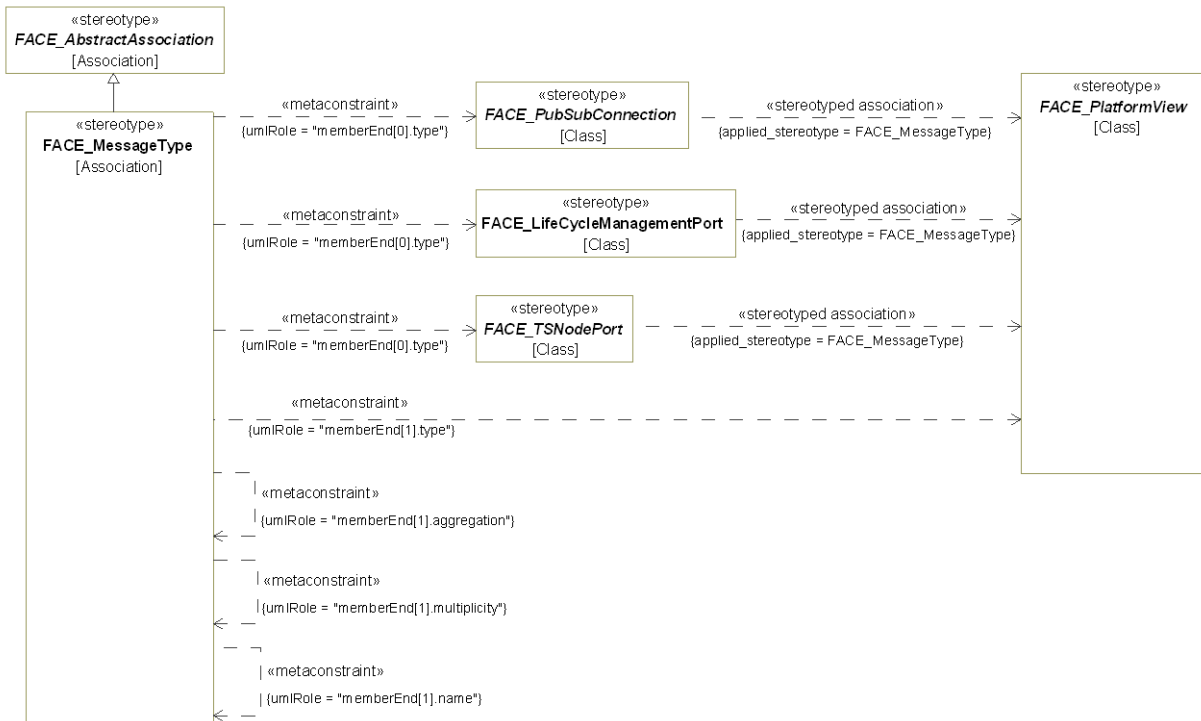 «stereotype»
FACE_AbstractAssociation
[Association]
«stereotype»
FACE_MessageType
[Association]
«metaconstraint»
{umlRole = "memberEnd[0].type"}
«stereotype»
FACE_PubSubConnection
[Class]
«stereotyped association»
{applied_stereotype = FACE_MessageType}
«stereotype»
FACE_PlatformView
[Class]
«metaconstraint»
{umlRole = "memberEnd[0].type"}
«stereotype»
FACE_LifeCycleManagementPort
[Class]
«stereotyped association»
{applied_stereotype = FACE_MessageType}
«metaconstraint»
{umlRole = "memberEnd[0].type"}
«stereotype»
FACE_TSNodePort
[Class]
«stereotyped association»
{applied_stereotype = FACE_MessageType}
«metaconstraint»
{umlRole = "memberEnd[1].type"}
«metaconstraint»
{umlRole = "memberEnd[1].aggregation"}
«metaconstraint»
{umlRole = "memberEnd[1].multiplicity"}
«metaconstraint»
{umlRole = "memberEnd[1].name"}